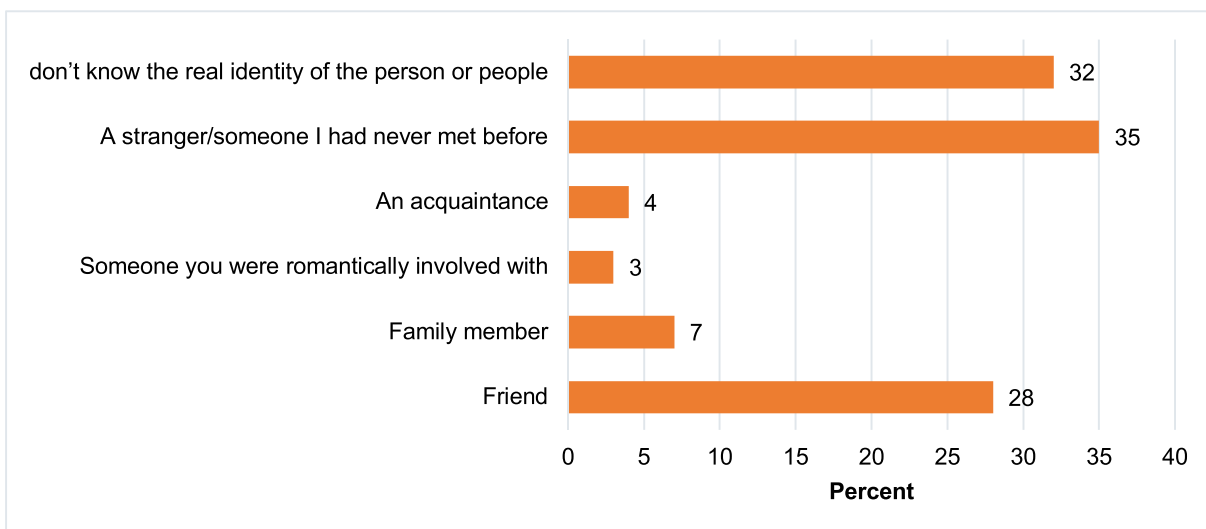 don’t know the real identity of the person or people 32
A stranger/someone I had never met before 35
An acquaintance 4
Someone you were romantically involved with 3
Family member 7
Friend 28
0 5 10 15 20 25 30 35 40
Percent